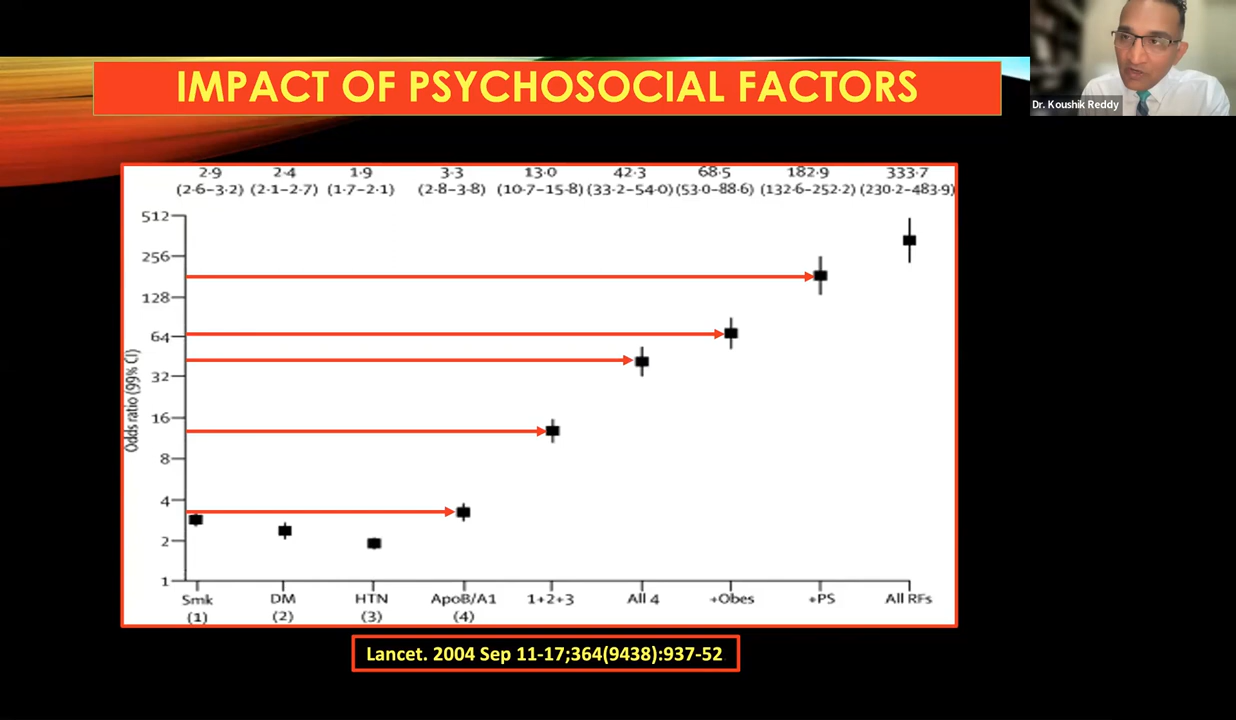 IMPACT OF PSYCHOSOCIAL FACTORS
Dr. Koushik Reddy
2·9 2·4 1·9 3·3 13·0 42·3 68·5 182·9 333·7
(2·6–3·2) (2·1–2·7) (1·7–2·1) (2·8–3·8) (10·7–15·8) (33·2–54·0) (53·0–88·6) (132·6–252·2) (230·2–483·9)
512
256
128
64
32
16
8
4
2
1
Odds ratio (99% CI)
Smk DM HTN ApoB/A1 1+2+3 All 4 +Obes +PS All RFs
(1) (2) (3) (4)
Lancet. 2004 Sep 11-17;364(9438):937-52